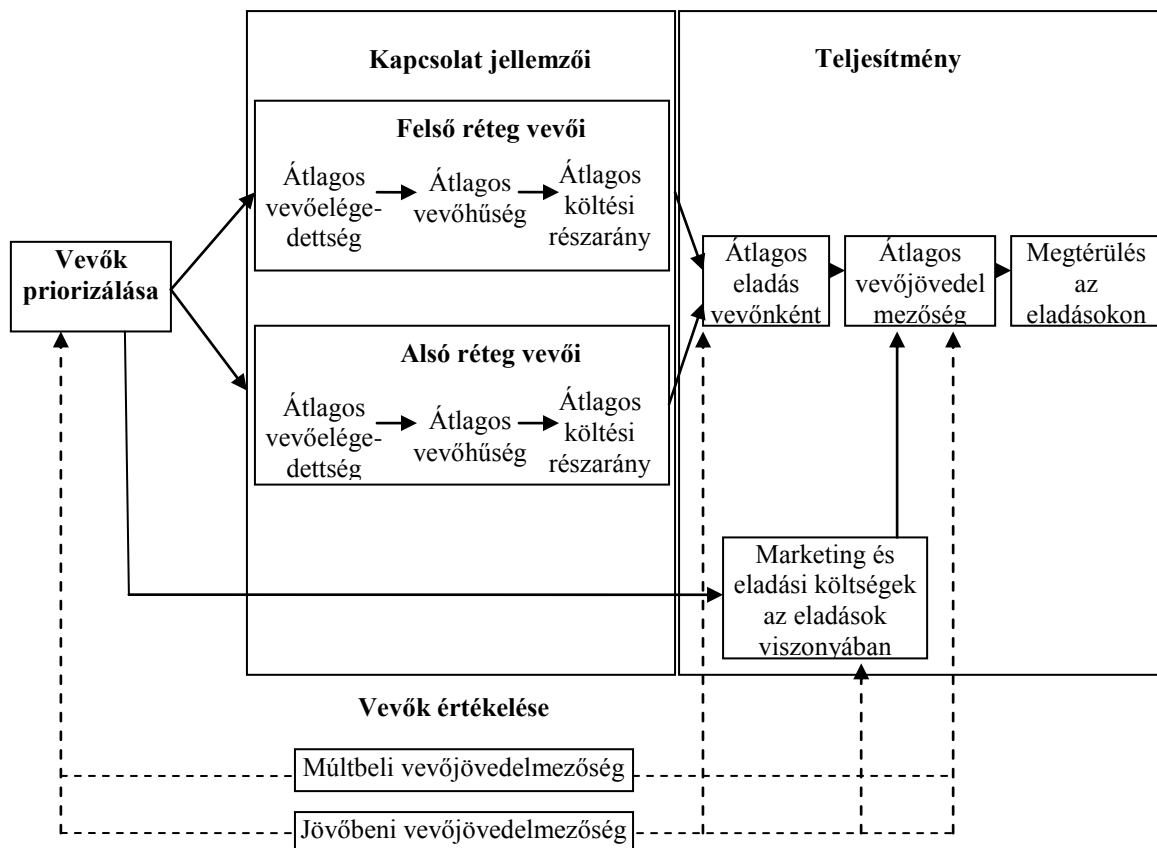 Kapcsolat jellemzői
Teljesítmény
Felső réteg vevői
Átlagos
vevőelége-
dettség
Átlagos
vevőhűség
Átlagos
költési
részarány
Vevők
priorizálása
Átlagos
eladás
vevőnként
Átlagos
vevőjövedel
mezőség
Megtérülés
az
eladásokon
Alsó réteg vevői
Átlagos
vevőelége-
dettség
Átlagos
vevőhűség
Átlagos
költési
részarány
Marketing és
eladási költségek
az eladások
viszonyában
Vevők értékelése
Múltbeli vevőjövedelmezőség
Jövőbeni vevőjövedelmezőség